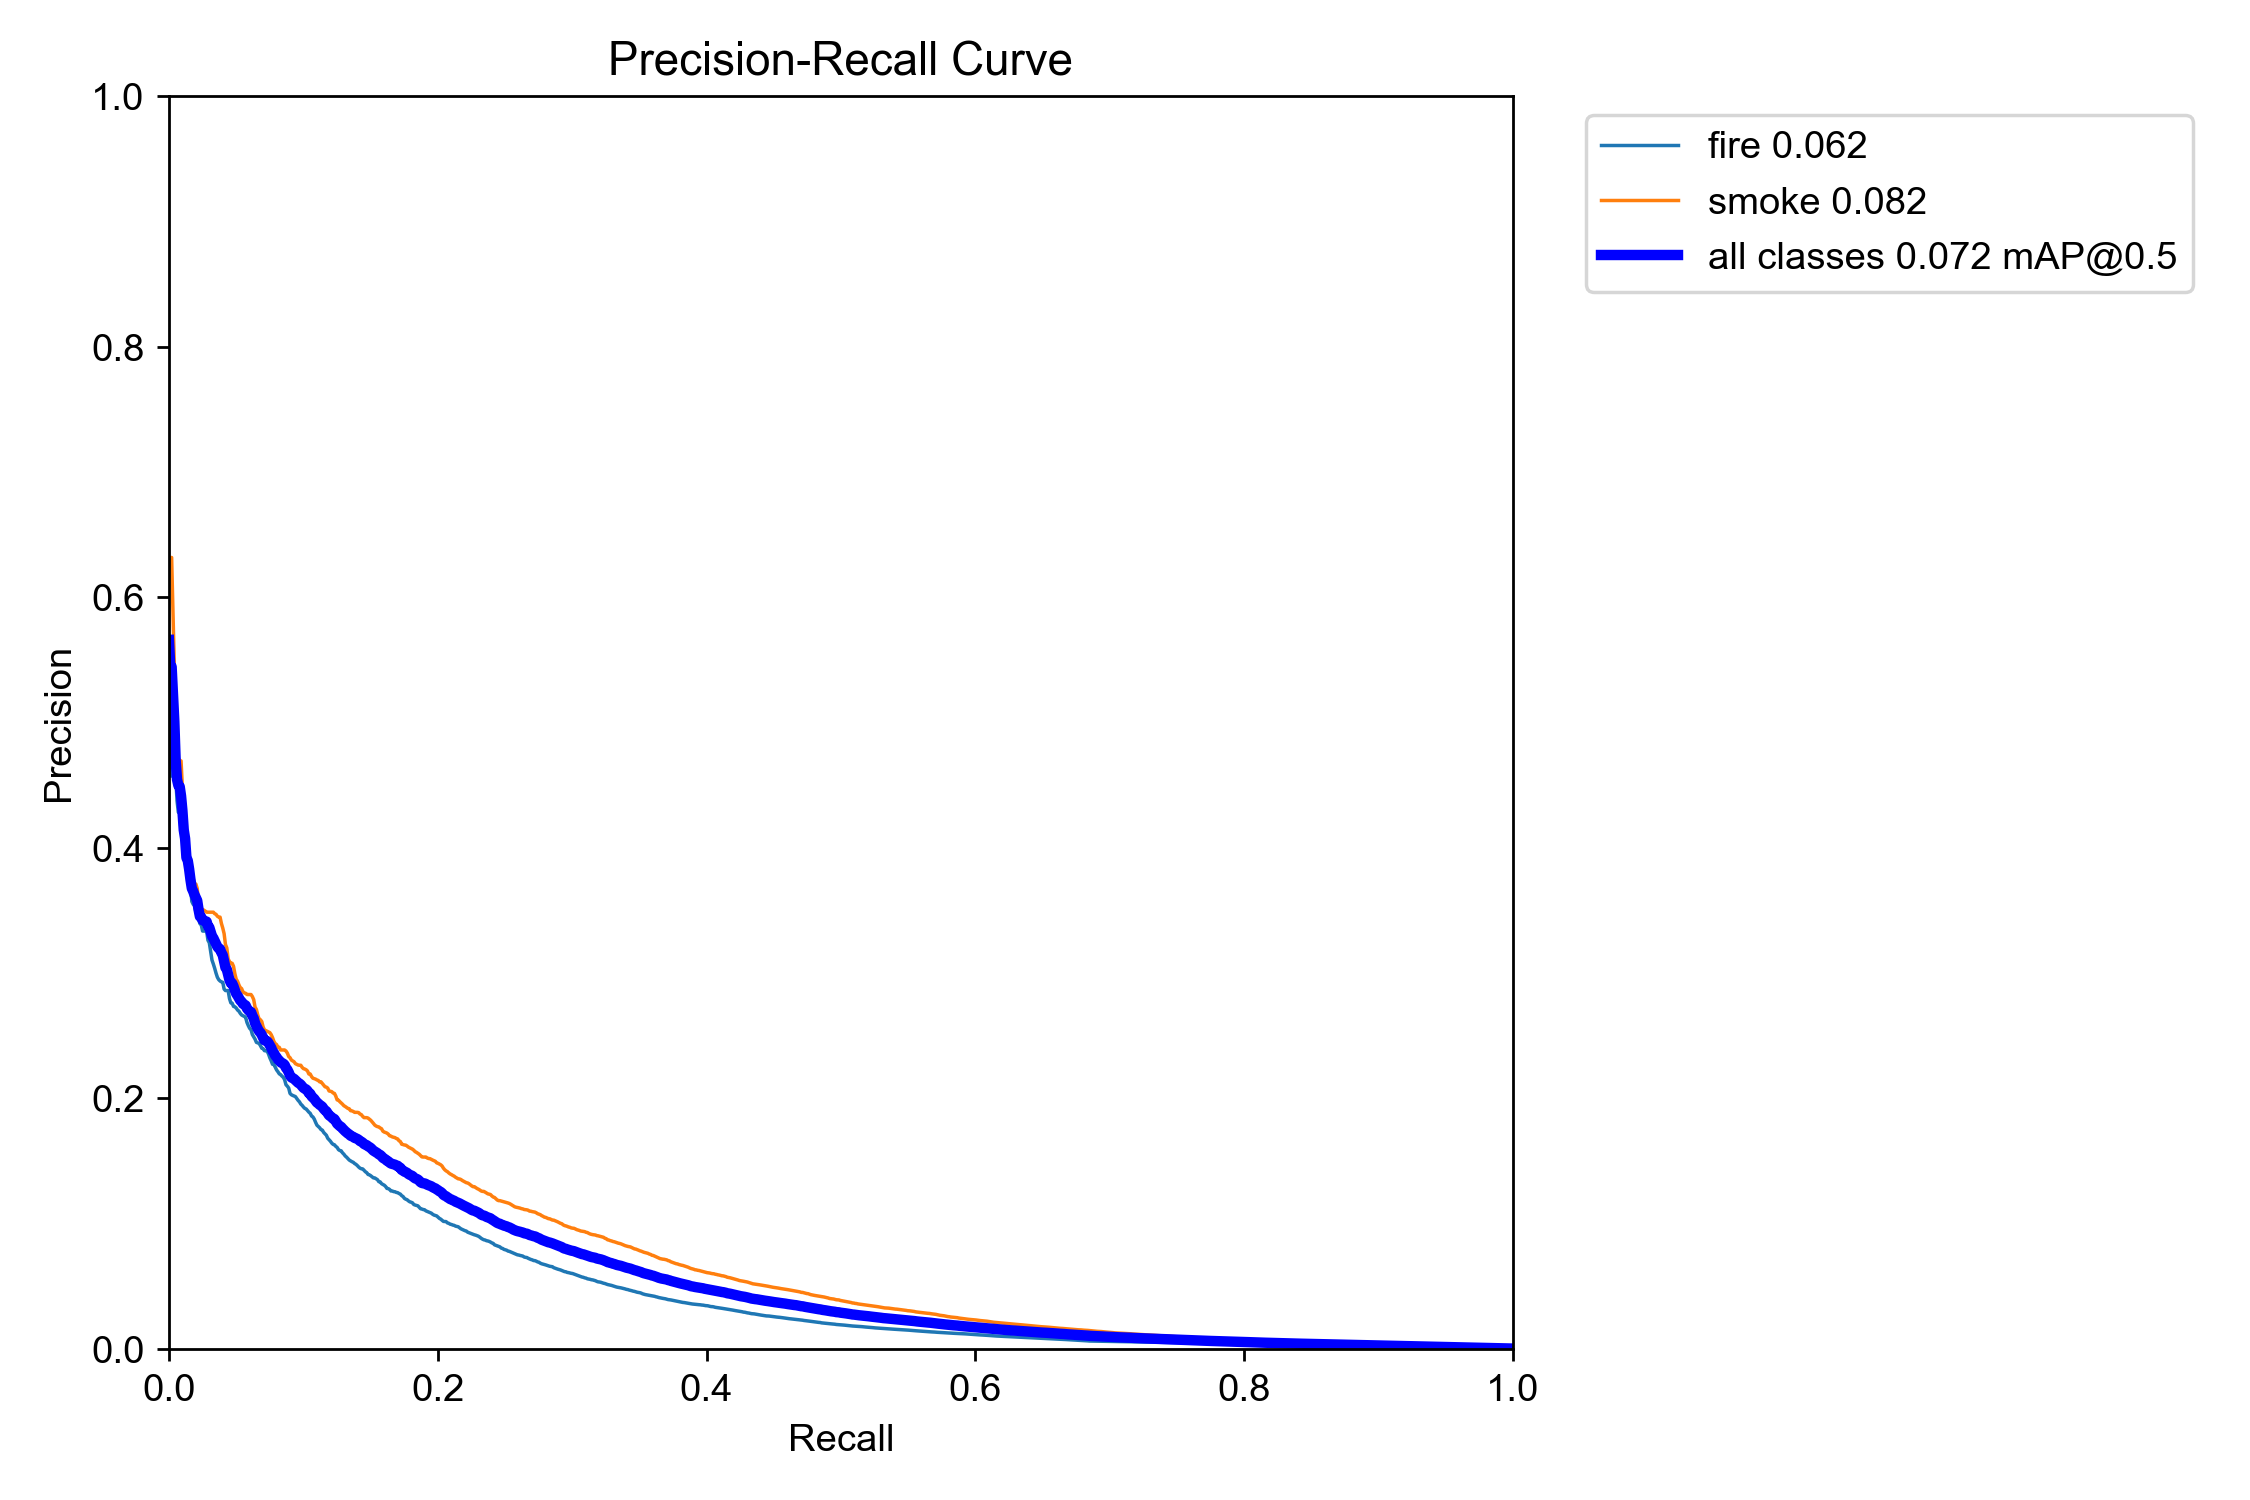 Precision-Recall Curve
1.0
0.8
0.6
0.4
0.2
0.0
Precision
0.0 0.2 0.4 0.6 0.8 1.0
Recall
fire 0.062
smoke 0.082
all classes 0.072 mAP@0.5